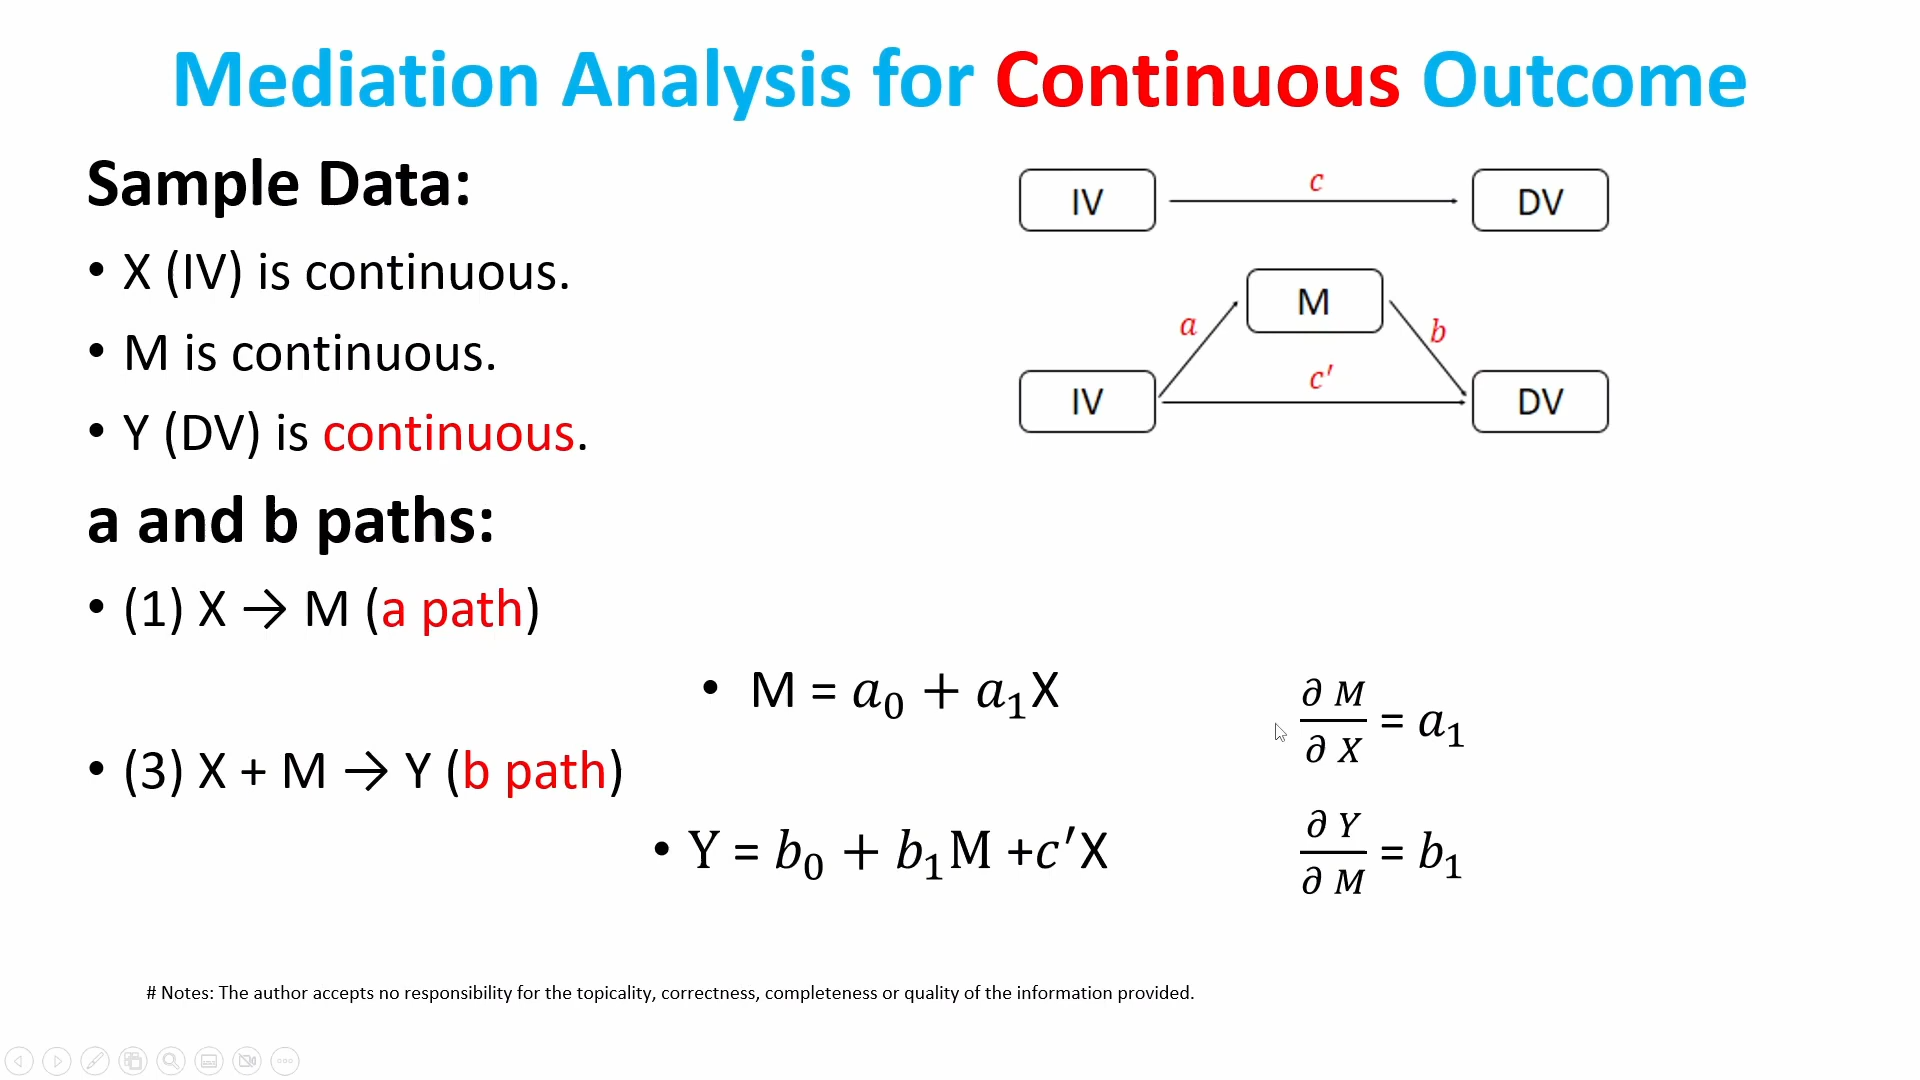 Mediation Analysis for Continuous Outcome
Sample Data:
• X (IV) is continuous.
• M is continuous.
• Y (DV) is continuous.
IV c DV
M
a b
IV c′ DV
a and b paths:
• (1) X → M (a path)
• M = a₀ + a₁X
∂ M / ∂ X = a₁
• (3) X + M → Y (b path)
• Y = b₀ + b₁M +c′X
∂ Y / ∂ M = b₁
# Notes: The author accepts no responsibility for the topicality, correctness, completeness or quality of the information provided.